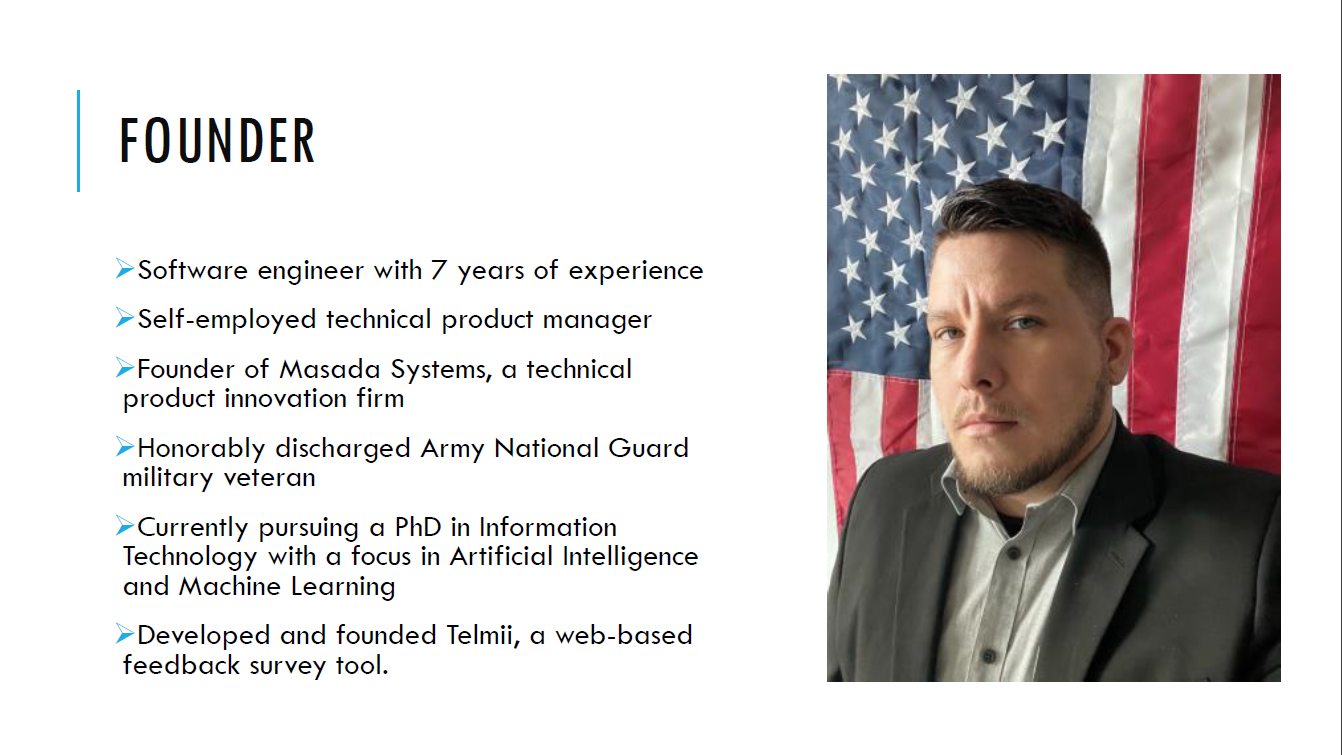 FOUNDER
➢Software engineer with 7 years of experience
➢Self-employed technical product manager
➢Founder of Masada Systems, a technical
product innovation firm
➢Honorably discharged Army National Guard
military veteran
➢Currently pursuing a PhD in Information
Technology with a focus in Artificial Intelligence
and Machine Learning
➢Developed and founded Telmii, a web-based
feedback survey tool.